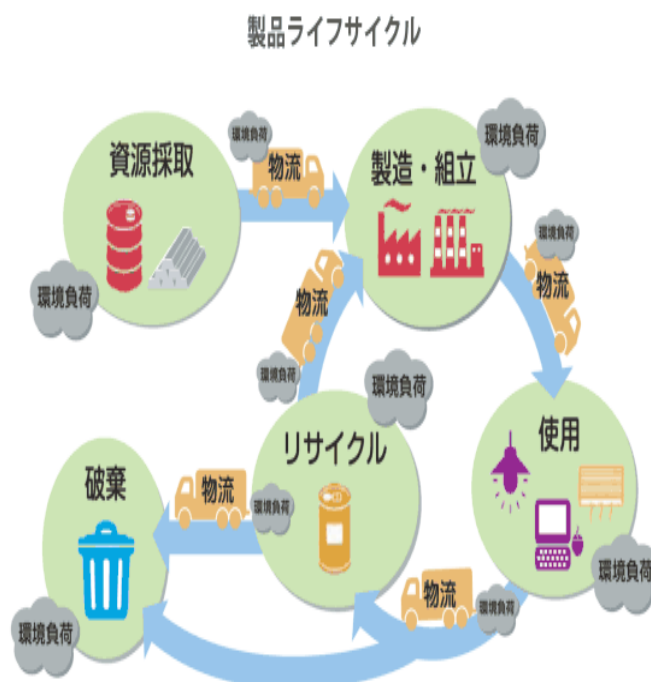 製品ライフサイクル
環境負荷
資源採取
物流
製造・組立
環境負荷
環境負荷
環境負荷
物流
物流
環境負荷
環境負荷
リサイクル
使用
破棄
物流
環境負荷
環境負荷
物流
環境負荷
環境負荷